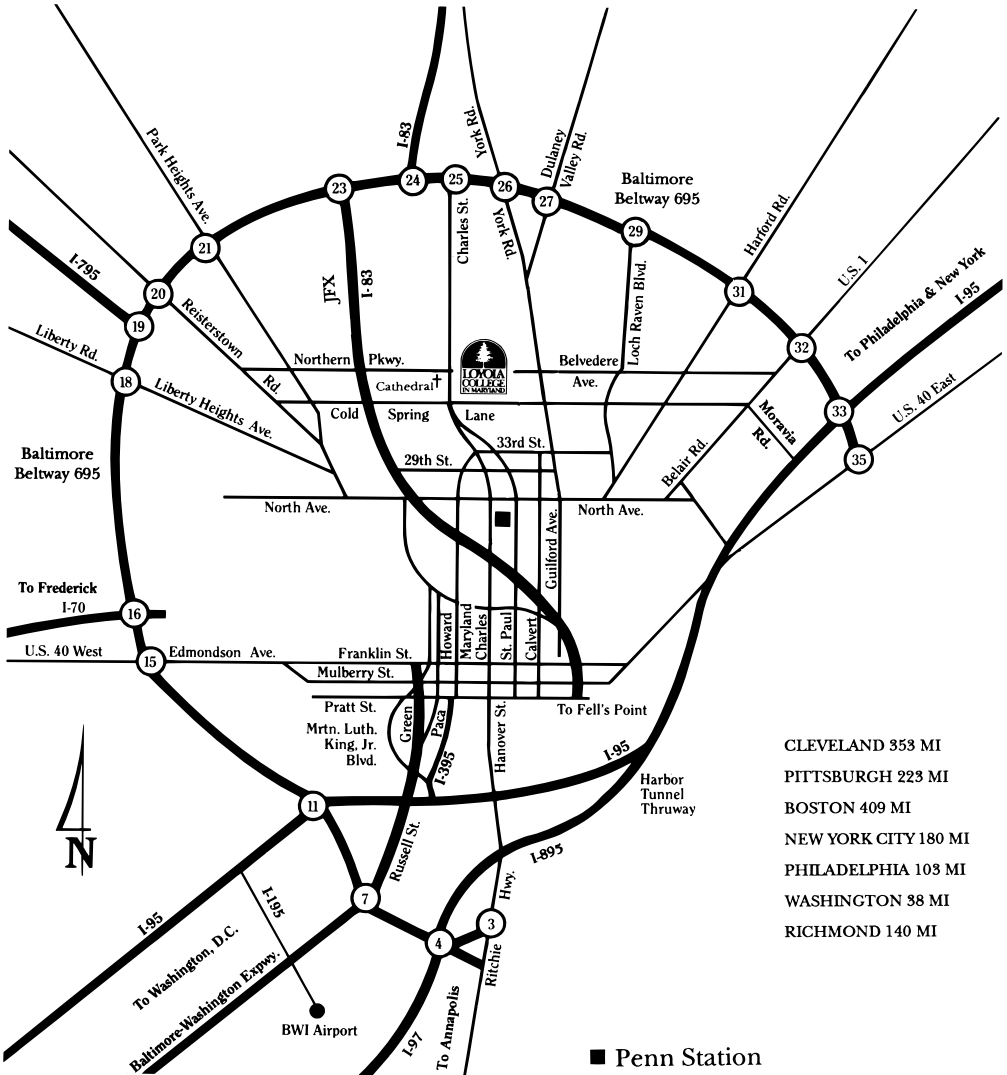 I-83
York Rd.
Dulaney
Valley Rd.
Park Heights Ave.
23
24
25
26
27
Baltimore
Beltway 695
29
Charles St.
York Rd.
Harford Rd.
21
U.S. 1
I-795
20
JFX
I-83
Loch Raven Blvd.
31
To Philadelphia & New York
I-95
19
Reisterstown
Rd.
Liberty Rd.
32
Northern Pkwy.
LOYOLA
COLLEGE
IN MARYLAND
Belvedere
Ave.
18
Cathedral
U.S. 40 East
Liberty Heights Ave.
Cold Spring Lane
33
Moravia
Rd.
33rd St.
Belair Rd.
Baltimore
Beltway 695
29th St.
35
North Ave.
North Ave.
Guilford Ave.
To Frederick
I-70
16
Howard
Maryland
Charles
St. Paul
Calvert
U.S. 40 West
15
Edmondson Ave.
Franklin St.
Mulberry St.
Pratt St.
To Fell's Point
Mrtn. Luth.
King, Jr.
Blvd.
Green
Paca
Hanover St.
I-395
I-95
Harbor
Tunnel
Thruway
CLEVELAND 353 MI
PITTSBURGH 223 MI
BOSTON 409 MI
NEW YORK CITY 180 MI
PHILADELPHIA 103 MI
WASHINGTON 38 MI
RICHMOND 140 MI
N
11
Russell St.
I-895
7
Hwy.
I-195
I-95
3
4
Ritchie
To Washington, D.C.
Baltimore-Washington Expwy.
BWI Airport
I-97
To Annapolis
Penn Station